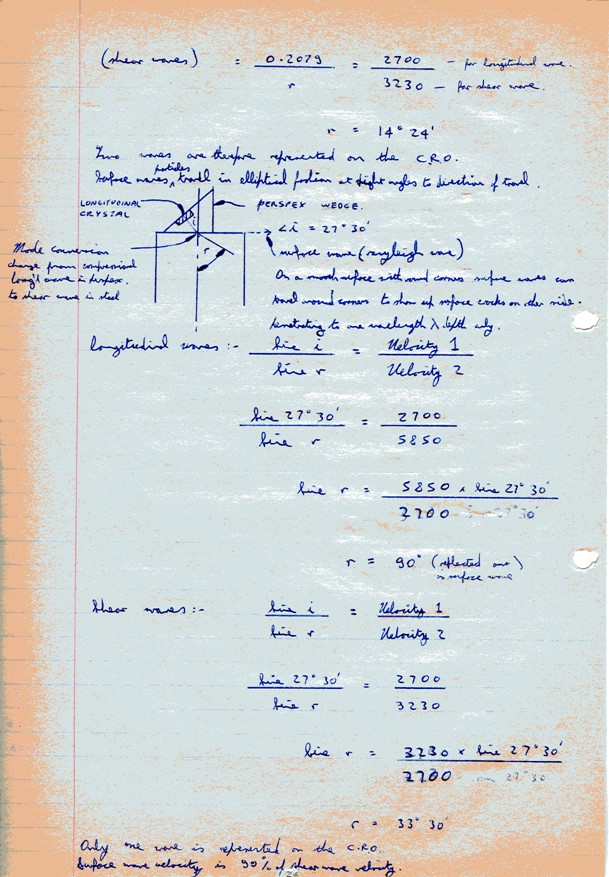 (shear waves) = 0.2079 / r = 2700 - for longitudinal wave. / 3230 - for shear wave.
r = 14° 24'
Two waves are therefore represented on the C.R.O.
Surface waves, particles travel in elliptical fashion at right angles to direction of travel.
LONGITUDINAL CRYSTAL
PERSPEX WEDGE.
i
r
∠i = 27° 30'
surface wave (rayleigh wave)
Mode conversion
change from compressional
long'l wave in perspex.
to shear wave in steel
On a smooth surface with round corners surface waves can
travel round corners to show up surface cracks on other side.
penetrating to one wavelength λ depth only.
Longitudinal waves :- Sine i / Sine r = Velocity 1 / Velocity 2
Sine 27° 30' / Sine r = 2700 / 5850
Sine r = 5850 x Sine 27° 30' / 2700
r = 90° (reflected out)
is surface wave
Shear waves :- Sine i / Sine r = Velocity 1 / Velocity 2
Sine 27° 30' / Sine r = 2700 / 3230
Sine r = 3230 x Sine 27° 30' / 2700
r = 33° 30'
Only one wave is represented on the C.R.O.
Surface wave velocity is 90% of shear wave velocity.